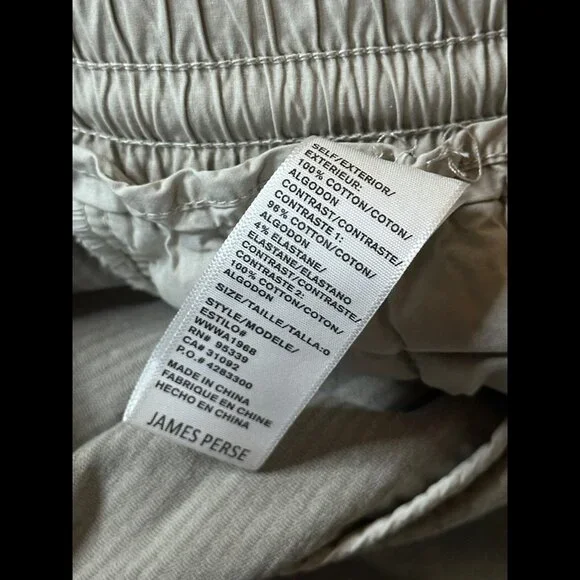 SELF/EXTERIOR/
EXTERIEUR:
100% COTTON/COTON/
ALGODON
CONTRAST/CONTRASTE/
CONTRASTE 1:
96% COTTON/COTON/
ALGODON
4% ELASTANE/
ELASTANE/ELASTANO
CONTRAST/CONTRASTE/
CONTRASTE 2:
100% COTTON/COTON/
ALGODON
SIZE/TAILLE/TALLA:0
STYLE/MODELE/
ESTILO#
WWWA196B
RN# 95339
CA# 31092
P.O.# 4283300
MADE IN CHINA
FABRIQUE EN CHINE
HECHO EN CHINA
JAMES PERSE